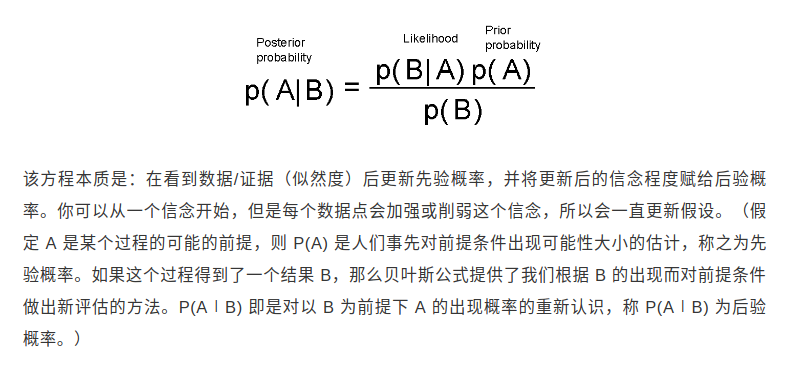 Posterior
probability
Likelihood
Prior
probability
p(A|B) = p(B|A) p(A)
p(B)
该方程本质是：在看到数据/证据（似然度）后更新先验概率，并将更新后的信念程度赋给后验概
率。你可以从一个信念开始，但是每个数据点会加强或削弱这个信念，所以会一直更新假设。（假
定 A 是某个过程的可能的前提，则 P(A) 是人们事先对前提条件出现可能性大小的估计，称之为先
验概率。如果这个过程得到了一个结果 B，那么贝叶斯公式提供了我们根据 B 的出现而对前提条件
做出新评估的方法。P(A∣B) 即是对以 B 为前提下 A 的出现概率的重新认识，称 P(A∣B) 为后验
概率。）